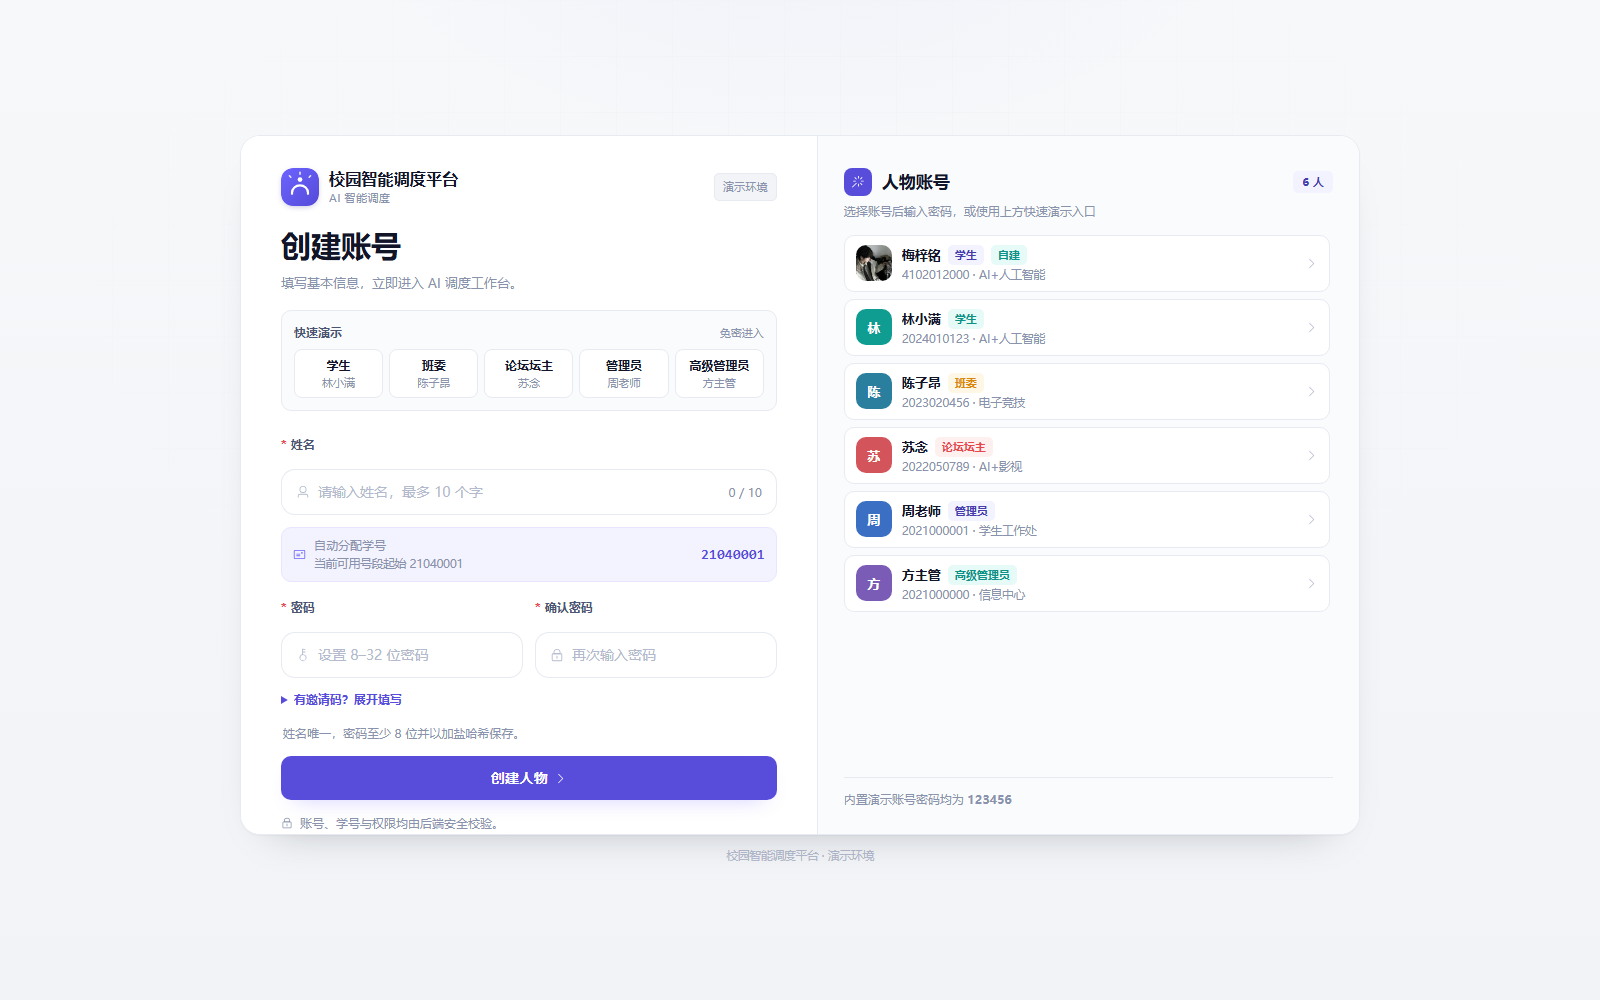 校园智能调度平台
AI 智能调度
演示环境
创建账号
填写基本信息，立即进入 AI 调度工作台。
快速演示
免密进入
学生
林小满
班委
陈子昂
论坛坛主
苏念
管理员
周老师
高级管理员
方主管
* 姓名
请输入姓名，最多 10 个字
0 / 10
自动分配学号
当前可用号段起始 21040001
21040001
* 密码
* 确认密码
设置 8–32 位密码
再次输入密码
有邀请码？展开填写
姓名唯一，密码至少 8 位并以加盐哈希保存。
创建人物
账号、学号与权限均由后端安全校验。
人物账号
6 人
选择账号后输入密码，或使用上方快速演示入口
梅梓铭 学生 自建
4102012000 · AI+人工智能
林 林小满 学生
2024010123 · AI+人工智能
陈 陈子昂 班委
2023020456 · 电子竞技
苏 苏念 论坛坛主
2022050789 · AI+影视
周 周老师 管理员
2021000001 · 学生工作处
方 方主管 高级管理员
2021000000 · 信息中心
内置演示账号密码均为 123456
校园智能调度平台 · 演示环境